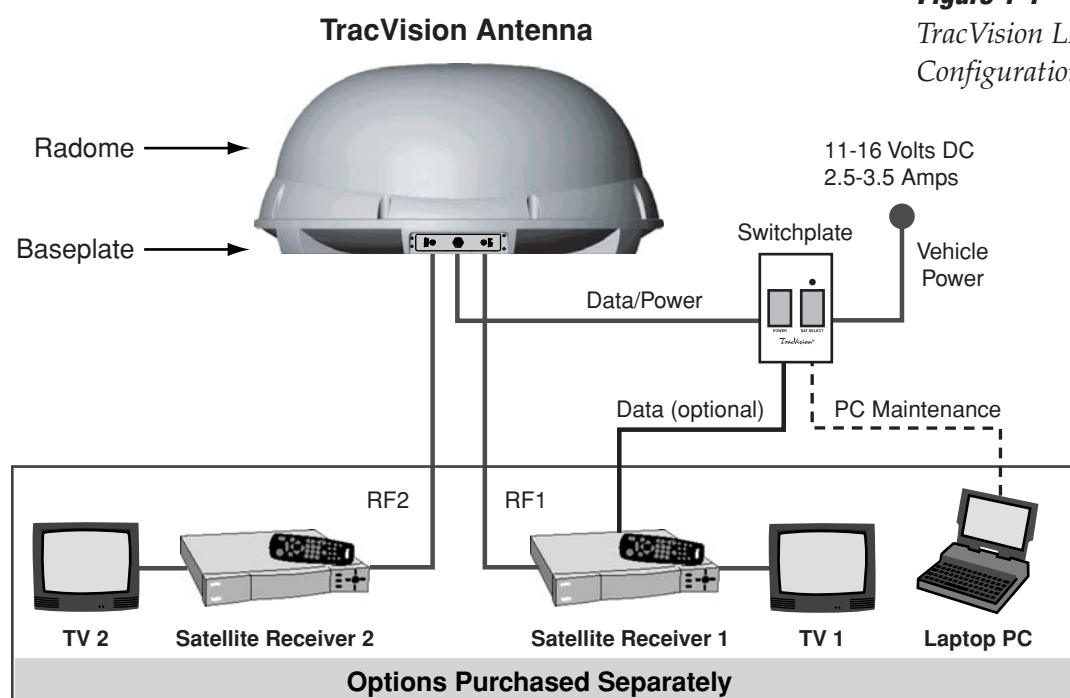 Figure 1-1
TracVision L
Configuration
TracVision Antenna
Radome
Baseplate
11-16 Volts DC
2.5-3.5 Amps
Switchplate
Vehicle
Power
Data/Power
POWER
SAT SELECT
TracVision®
Data (optional)
PC Maintenance
RF2
RF1
TV 2
Satellite Receiver 2
Satellite Receiver 1
TV 1
Laptop PC
Options Purchased Separately